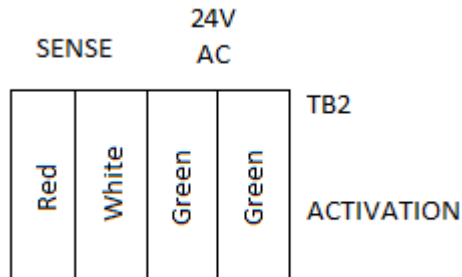 24V
SENSE AC
TB2
Red White Green Green
ACTIVATION